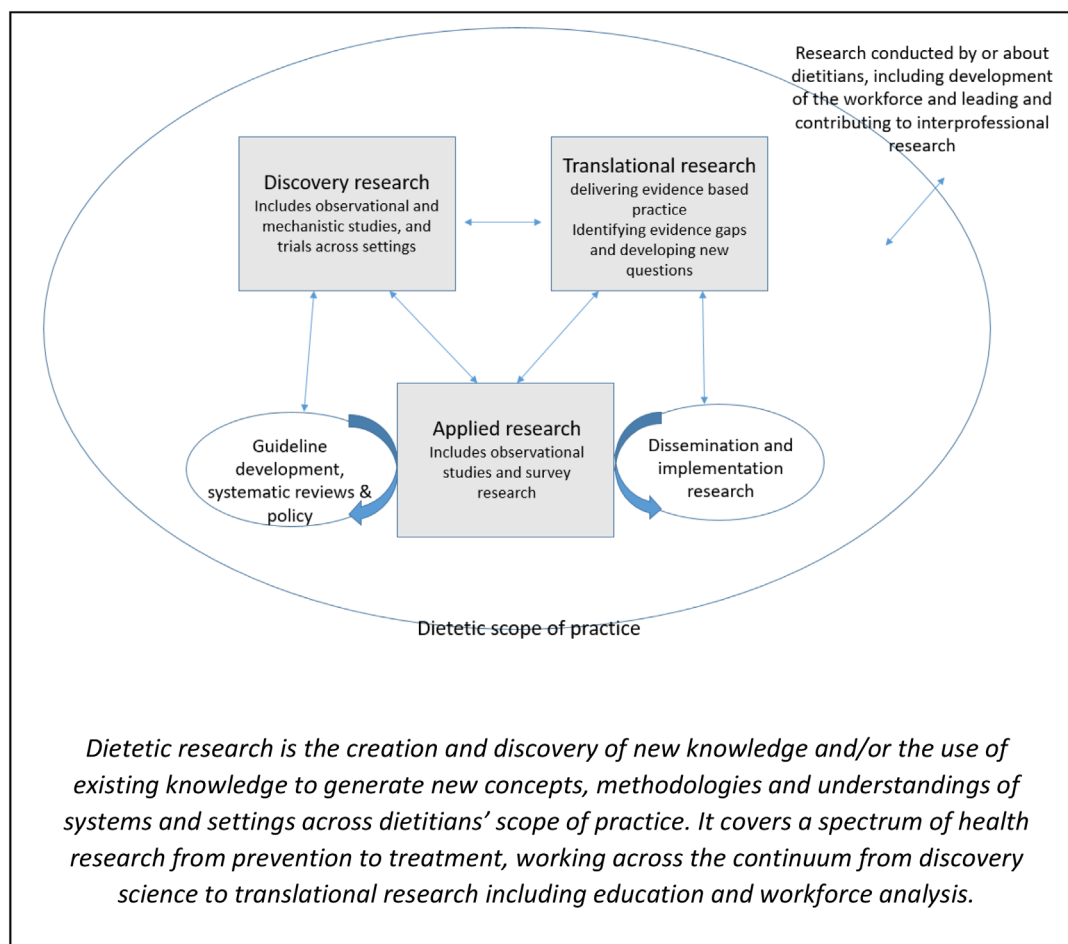 Research conducted by or about
dietitians, including development
of the workforce and leading and
contributing to interprofessional
research
Discovery research
Includes observational and
mechanistic studies, and
trials across settings
Translational research
delivering evidence based
practice
Identifying evidence gaps
and developing new
questions
Guideline
development,
systematic reviews &
policy
Applied research
Includes observational
studies and survey
research
Dissemination and
implementation
research
Dietetic scope of practice
Dietetic research is the creation and discovery of new knowledge and/or the use of
existing knowledge to generate new concepts, methodologies and understandings of
systems and settings across dietitians’ scope of practice. It covers a spectrum of health
research from prevention to treatment, working across the continuum from discovery
science to translational research including education and workforce analysis.